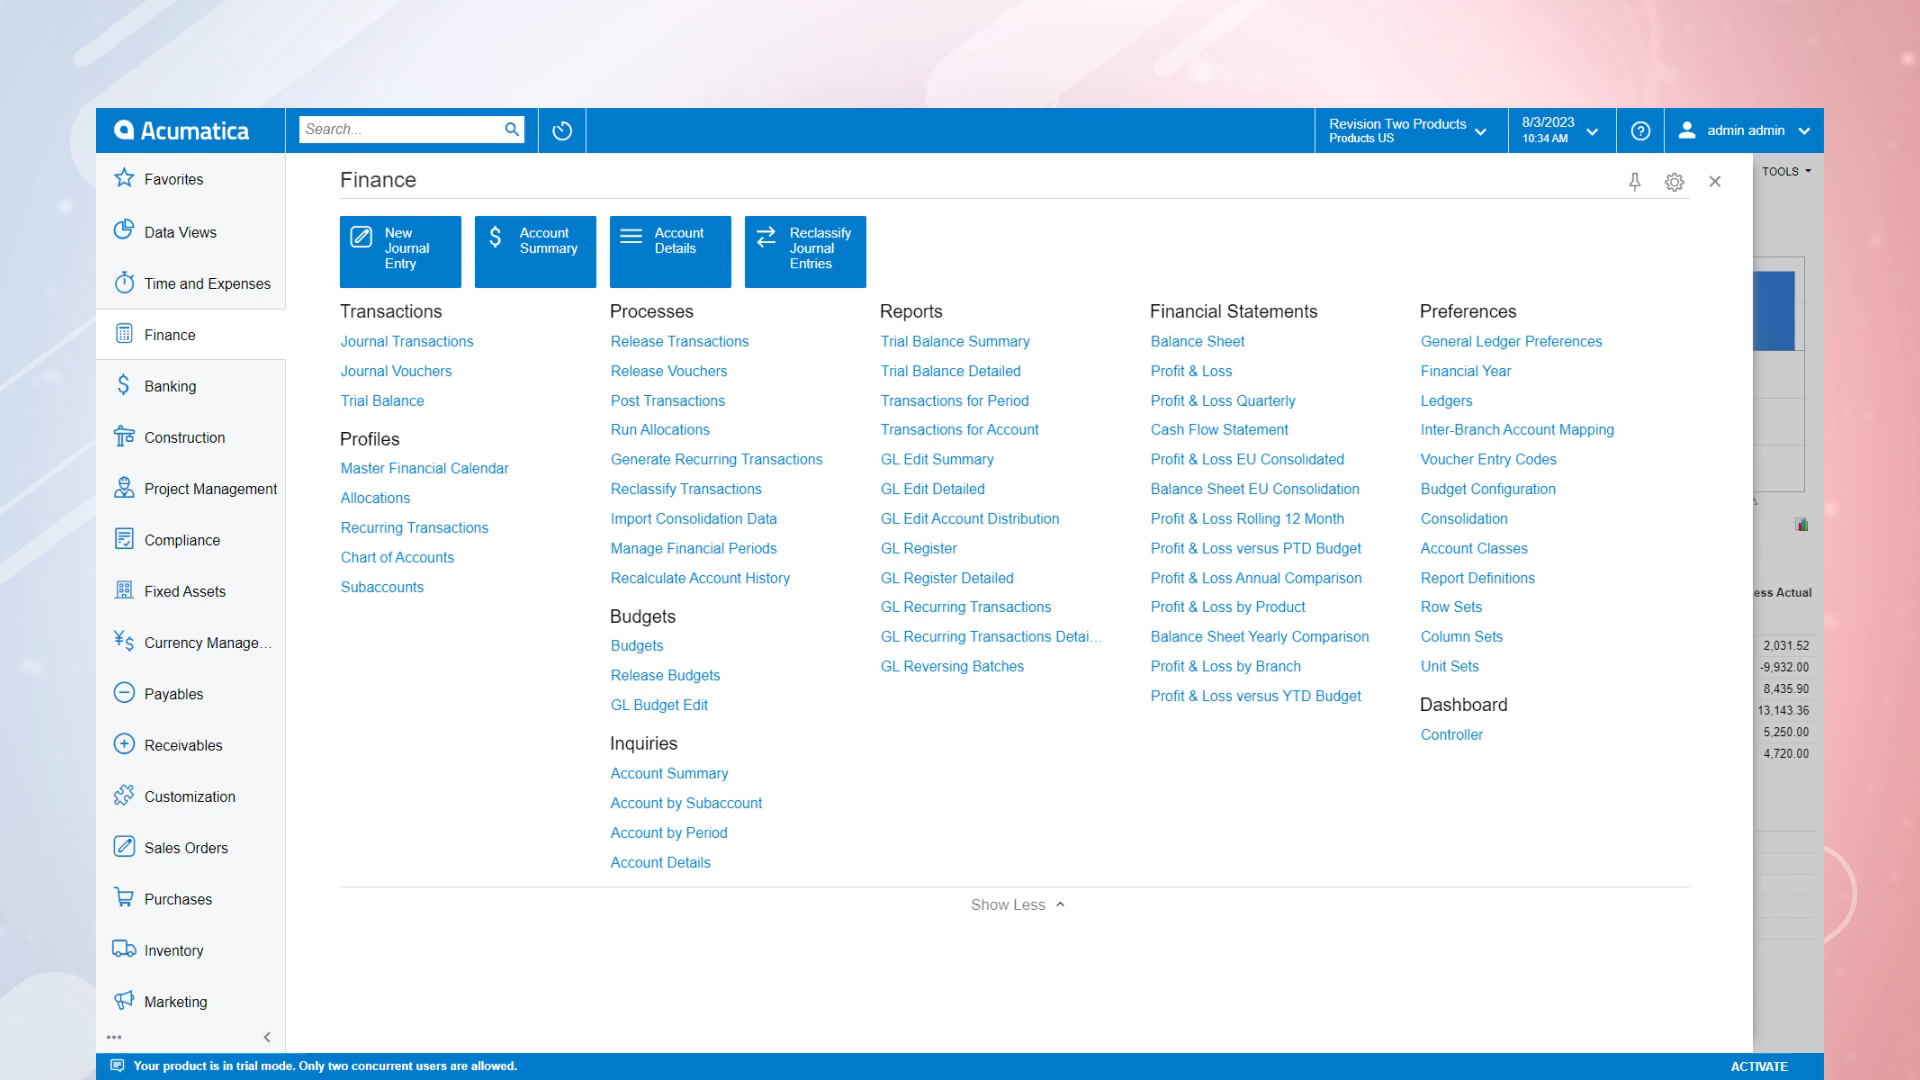 Acumatica
Search...
Revision Two Products
Products US
8/3/2023
10:34 AM
admin admin
Favorites
Data Views
Time and Expenses
Finance
Banking
Construction
Project Management
Compliance
Fixed Assets
Currency Manage...
Payables
Receivables
Customization
Sales Orders
Purchases
Inventory
Marketing
Finance
New
Journal
Entry
Account
Summary
Account
Details
Reclassify
Journal
Entries
Transactions
Journal Transactions
Journal Vouchers
Trial Balance
Profiles
Master Financial Calendar
Allocations
Recurring Transactions
Chart of Accounts
Subaccounts
Processes
Release Transactions
Release Vouchers
Post Transactions
Run Allocations
Generate Recurring Transactions
Reclassify Transactions
Import Consolidation Data
Manage Financial Periods
Recalculate Account History
Budgets
Budgets
Release Budgets
GL Budget Edit
Inquiries
Account Summary
Account by Subaccount
Account by Period
Account Details
Reports
Trial Balance Summary
Trial Balance Detailed
Transactions for Period
Transactions for Account
GL Edit Summary
GL Edit Detailed
GL Edit Account Distribution
GL Register
GL Register Detailed
GL Recurring Transactions
GL Recurring Transactions Detai...
GL Reversing Batches
Financial Statements
Balance Sheet
Profit & Loss
Profit & Loss Quarterly
Cash Flow Statement
Profit & Loss EU Consolidated
Balance Sheet EU Consolidation
Profit & Loss Rolling 12 Month
Profit & Loss versus PTD Budget
Profit & Loss Annual Comparison
Profit & Loss by Product
Balance Sheet Yearly Comparison
Profit & Loss by Branch
Profit & Loss versus YTD Budget
Preferences
General Ledger Preferences
Financial Year
Ledgers
Inter-Branch Account Mapping
Voucher Entry Codes
Budget Configuration
Consolidation
Account Classes
Report Definitions
Row Sets
Column Sets
Unit Sets
Dashboard
Controller
Show Less
TOOLS
ess Actual
2,031.52
-9,932.00
8,435.90
13,143.36
5,250.00
4,720.00
Your product is in trial mode. Only two concurrent users are allowed.
ACTIVATE